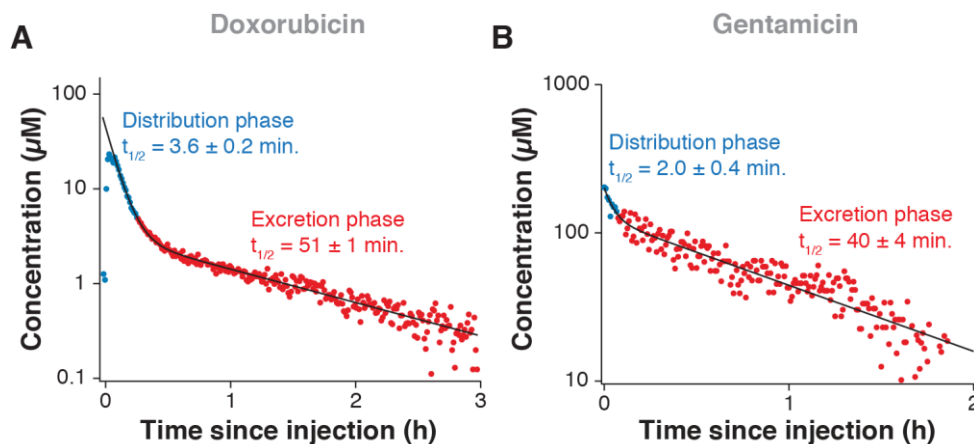 Doxorubicin
A
Concentration (µM)
100
10
1
0.1
Distribution phase
t1/2 = 3.6 ± 0.2 min.
Excretion phase
t1/2 = 51 ± 1 min.
0
1
2
3
Time since injection (h)
Gentamicin
B
Concentration (µM)
1000
100
10
Distribution phase
t1/2 = 2.0 ± 0.4 min.
Excretion phase
t1/2 = 40 ± 4 min.
0
1
2
Time since injection (h)